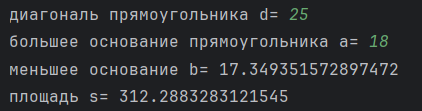 диагональ прямоугольника d= 25
большее основание прямоугольника a= 18
меньшее основание b= 17.349351572897472
площадь s= 312.2883283121545